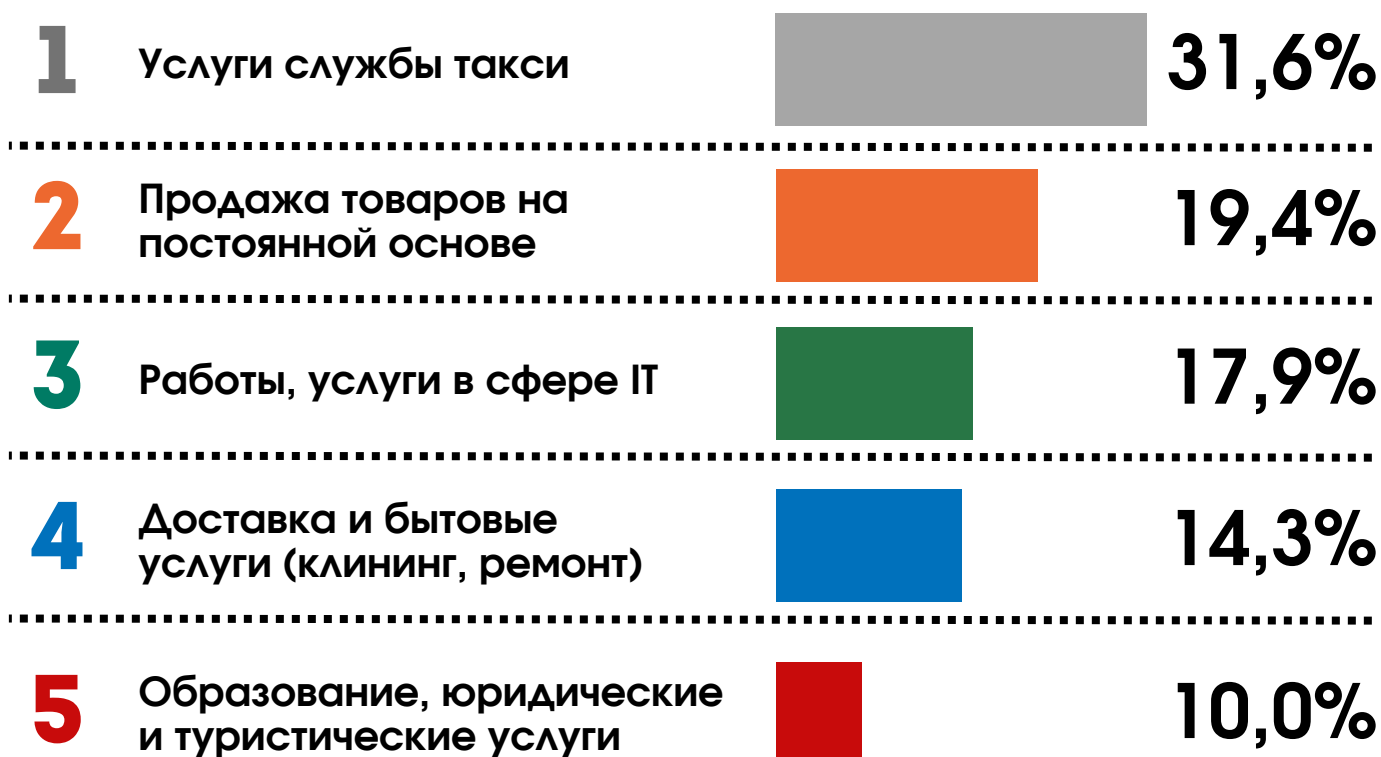 1 Услуги службы такси 31,6%
2 Продажа товаров на
постоянной основе 19,4%
3 Работы, услуги в сфере IT 17,9%
4 Доставка и бытовые
услуги (клининг, ремонт) 14,3%
5 Образование, юридические
и туристические услуги 10,0%